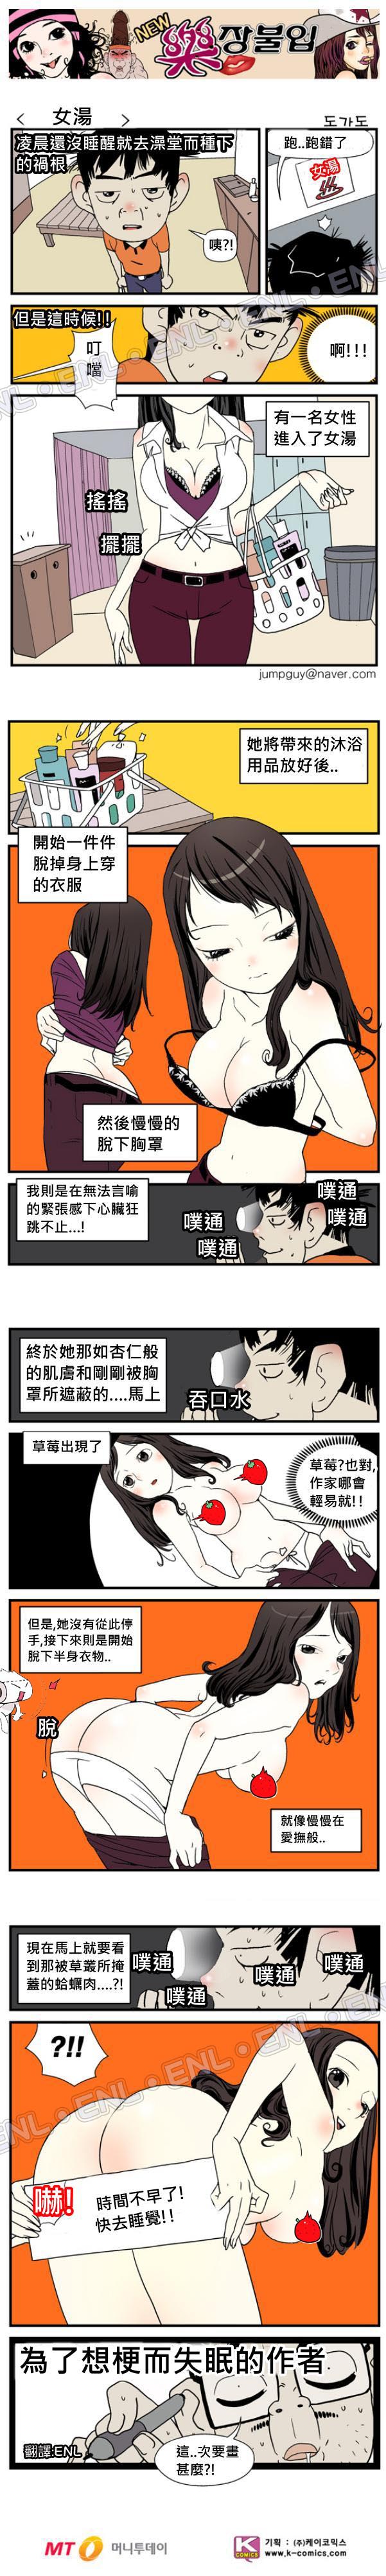 NEW 樂장불입
< 女湯 >
도가도
凌晨還沒睡醒就去澡堂而種下
的禍根
咦?!
跑..跑錯了
女湯
但是這時候!!
叮
噹
啊!!!
有一名女性
進入了女湯
搖搖
擺擺
jumpguy@naver.com
她將帶來的沐浴
用品放好後..
開始一件件
脫掉身上穿
的衣服
然後慢慢的
脫下胸罩
我則是在無法言喻
的緊張感下心臟狂
跳不止...!
噗通
噗通
噗通
噗通
終於她那如杏仁般
的肌膚和剛剛被胸
罩所遮蔽的....馬上
吞口水
草莓出現了
草莓?也對,
作家哪會
輕易就!!
但是,她沒有從此停
手,接下來則是開始
脫下半身衣物..
脫
就像慢慢在
愛撫般..
現在馬上就要看
到那被草叢所掩
蓋的蛤蠣肉....?!
噗通
噗通
噗通
噗通
?!!
嚇!
時間不早了!
快去睡覺!!
為了想梗而失眠的作者
翻譯:ENL
這..次要畫
甚麼?!
MT 머니투데이
K COMICS
기획 : (주)케이코믹스
www.k-comics.com
ENL • ENL • ENL • ENL
ENL • ENL • ENL • ENL